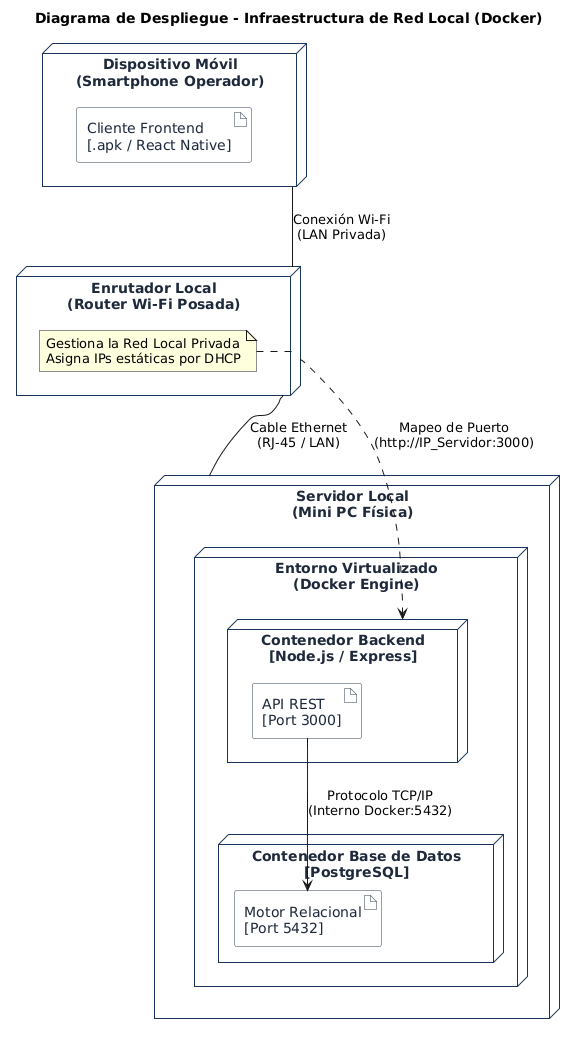 Diagrama de Despliegue - Infraestructura de Red Local (Docker)
Dispositivo Móvil
(Smartphone Operador)
Cliente Frontend
[.apk / React Native]
Conexión Wi-Fi
(LAN Privada)
Enrutador Local
(Router Wi-Fi Posada)
Gestiona la Red Local Privada
Asigna IPs estáticas por DHCP
Cable Ethernet
(RJ-45 / LAN)
Mapeo de Puerto
(http://IP_Servidor:3000)
Servidor Local
(Mini PC Física)
Entorno Virtualizado
(Docker Engine)
Contenedor Backend
[Node.js / Express]
API REST
[Port 3000]
Protocolo TCP/IP
(Interno Docker:5432)
Contenedor Base de Datos
[PostgreSQL]
Motor Relacional
[Port 5432]